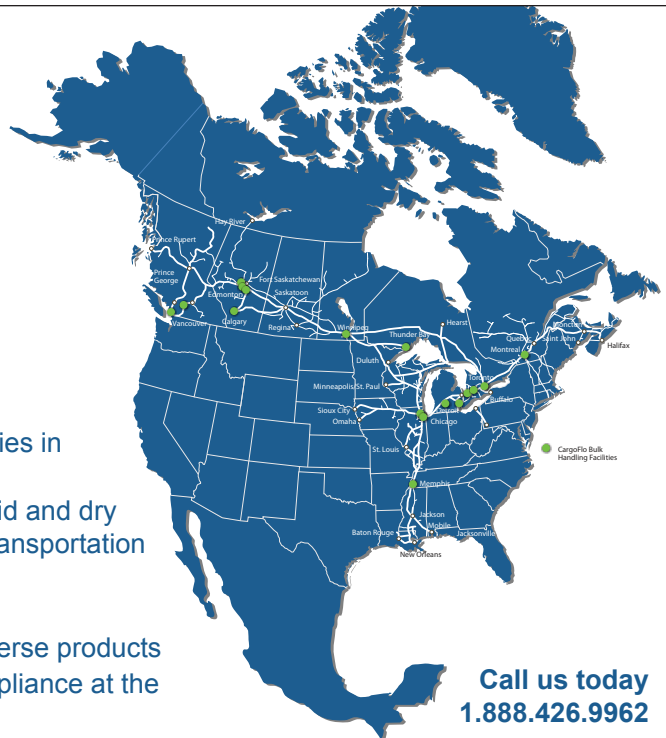 Hay River
Prince Rupert
Prince
George
Fort Saskatchewan
Edmonton
Saskatoon
Vancouver
Calgary
Regina
Winnipeg
Thunder Bay
Hearst
Duluth
Minneapolis/St. Paul
Quebec
Moncton
Saint John
Montreal
Halifax
Toronto
Buffalo
Detroit
Sioux City
Omaha
Chicago
St. Louis
CargoFlo Bulk
Handling Facilities
Memphis
Jackson
Mobile
Baton Rouge
Jacksonville
New Orleans
ies in
id and dry
ansportation
erse products
pliance at the
Call us today
1.888.426.9962